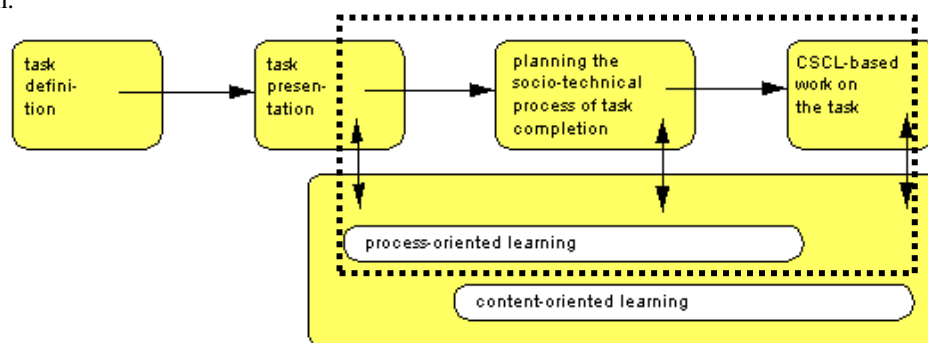 task
defini-
tion
task
presen-
tation
planning the
socio-technical
process of task
completion
CSCL-based
work on
the task
process-oriented learning
content-oriented learning